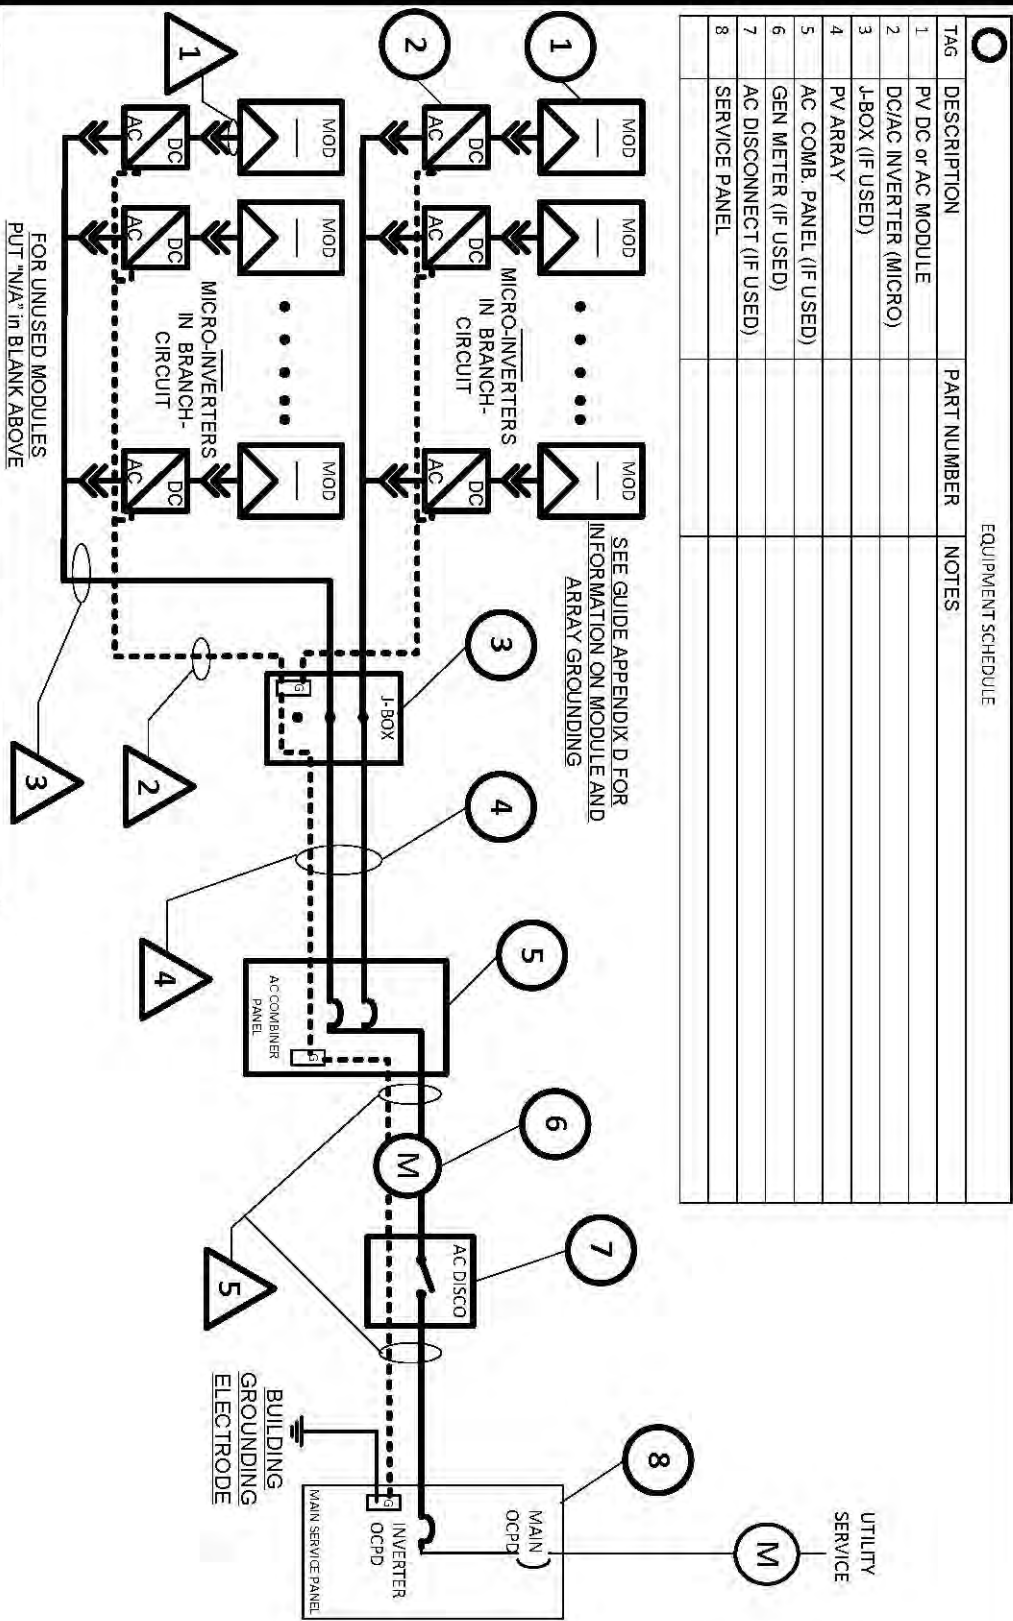 EQUIPMENT SCHEDULE
TAG DESCRIPTION PART NUMBER NOTES
1 PV DC or AC MODULE
2 DC/AC INVERTER (MICRO)
3 J-BOX (IF USED)
4 PV ARRAY
5 AC COMB. PANEL (IF USED)
6 GEN METER (IF USED)
7 AC DISCONNECT (IF USED)
8 SERVICE PANEL
SEE GUIDE APPENDIX D FOR
INFORMATION ON MODULE AND
ARRAY GROUNDING
1
MOD
MOD
MOD
2
DC
AC
DC
AC
DC
AC
MICRO-INVERTERS
IN BRANCH-
CIRCUIT
1
MOD
MOD
MOD
DC
AC
DC
AC
DC
AC
MICRO-INVERTERS
IN BRANCH-
CIRCUIT
FOR UNUSED MODULES
PUT "N/A" in BLANK ABOVE
3
J-BOX
G
2
3
4
4
5
AC COMBINER
PANEL
G
6
M
5
7
AC DISCO
BUILDING
GROUNDING
ELECTRODE
8
MAIN
OCPD
INVERTER
OCPD
G
MAIN SERVICE PANEL
UTILITY
SERVICE
M